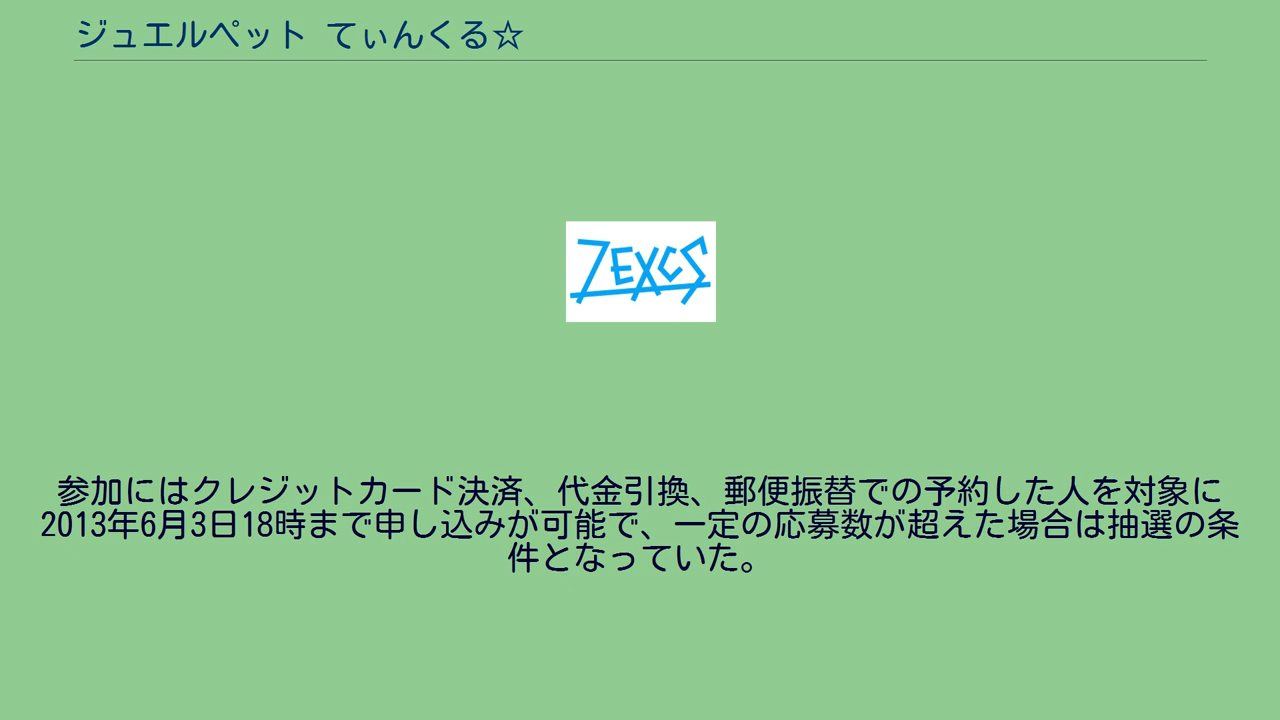 ジュエルペット てぃんくる☆
ZEXCS
参加にはクレジットカード決済、代金引換、郵便振替での予約した人を対象に
2013年6月3日18時まで申し込みが可能で、一定の応募数が超えた場合は抽選の条
件となっていた。